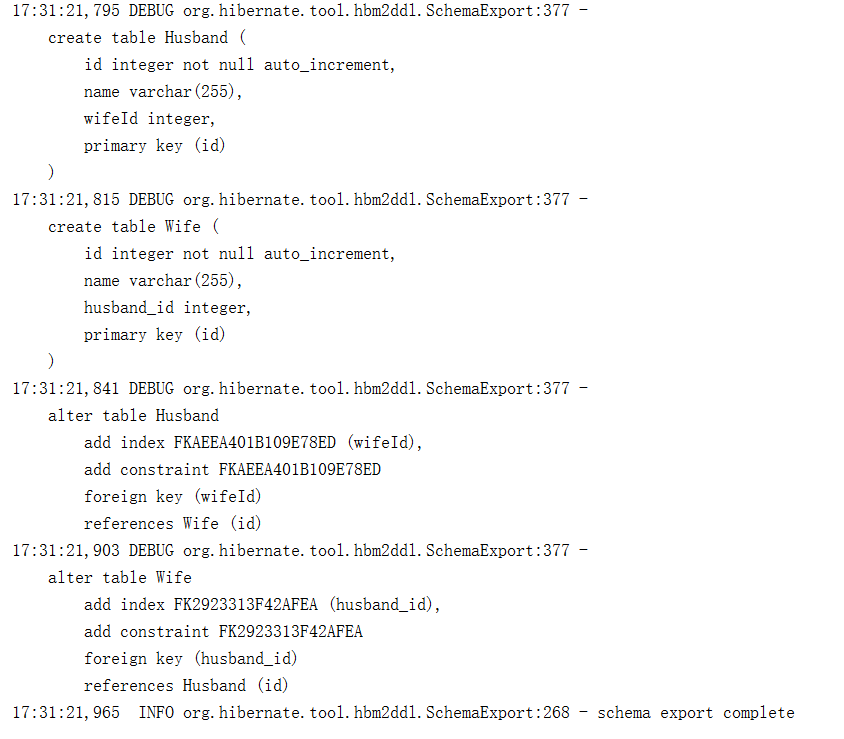 17:31:21,795 DEBUG org.hibernate.tool.hbm2ddl.SchemaExport:377 -
    create table Husband (
        id integer not null auto_increment,
        name varchar(255),
        wifeId integer,
        primary key (id)
    )
17:31:21,815 DEBUG org.hibernate.tool.hbm2ddl.SchemaExport:377 -
    create table Wife (
        id integer not null auto_increment,
        name varchar(255),
        husband_id integer,
        primary key (id)
    )
17:31:21,841 DEBUG org.hibernate.tool.hbm2ddl.SchemaExport:377 -
    alter table Husband
        add index FKAEEA401B109E78ED (wifeId),
        add constraint FKAEEA401B109E78ED
        foreign key (wifeId)
        references Wife (id)
17:31:21,903 DEBUG org.hibernate.tool.hbm2ddl.SchemaExport:377 -
    alter table Wife
        add index FK2923313F42AFEA (husband_id),
        add constraint FK2923313F42AFEA
        foreign key (husband_id)
        references Husband (id)
17:31:21,965  INFO org.hibernate.tool.hbm2ddl.SchemaExport:268 - schema export complete